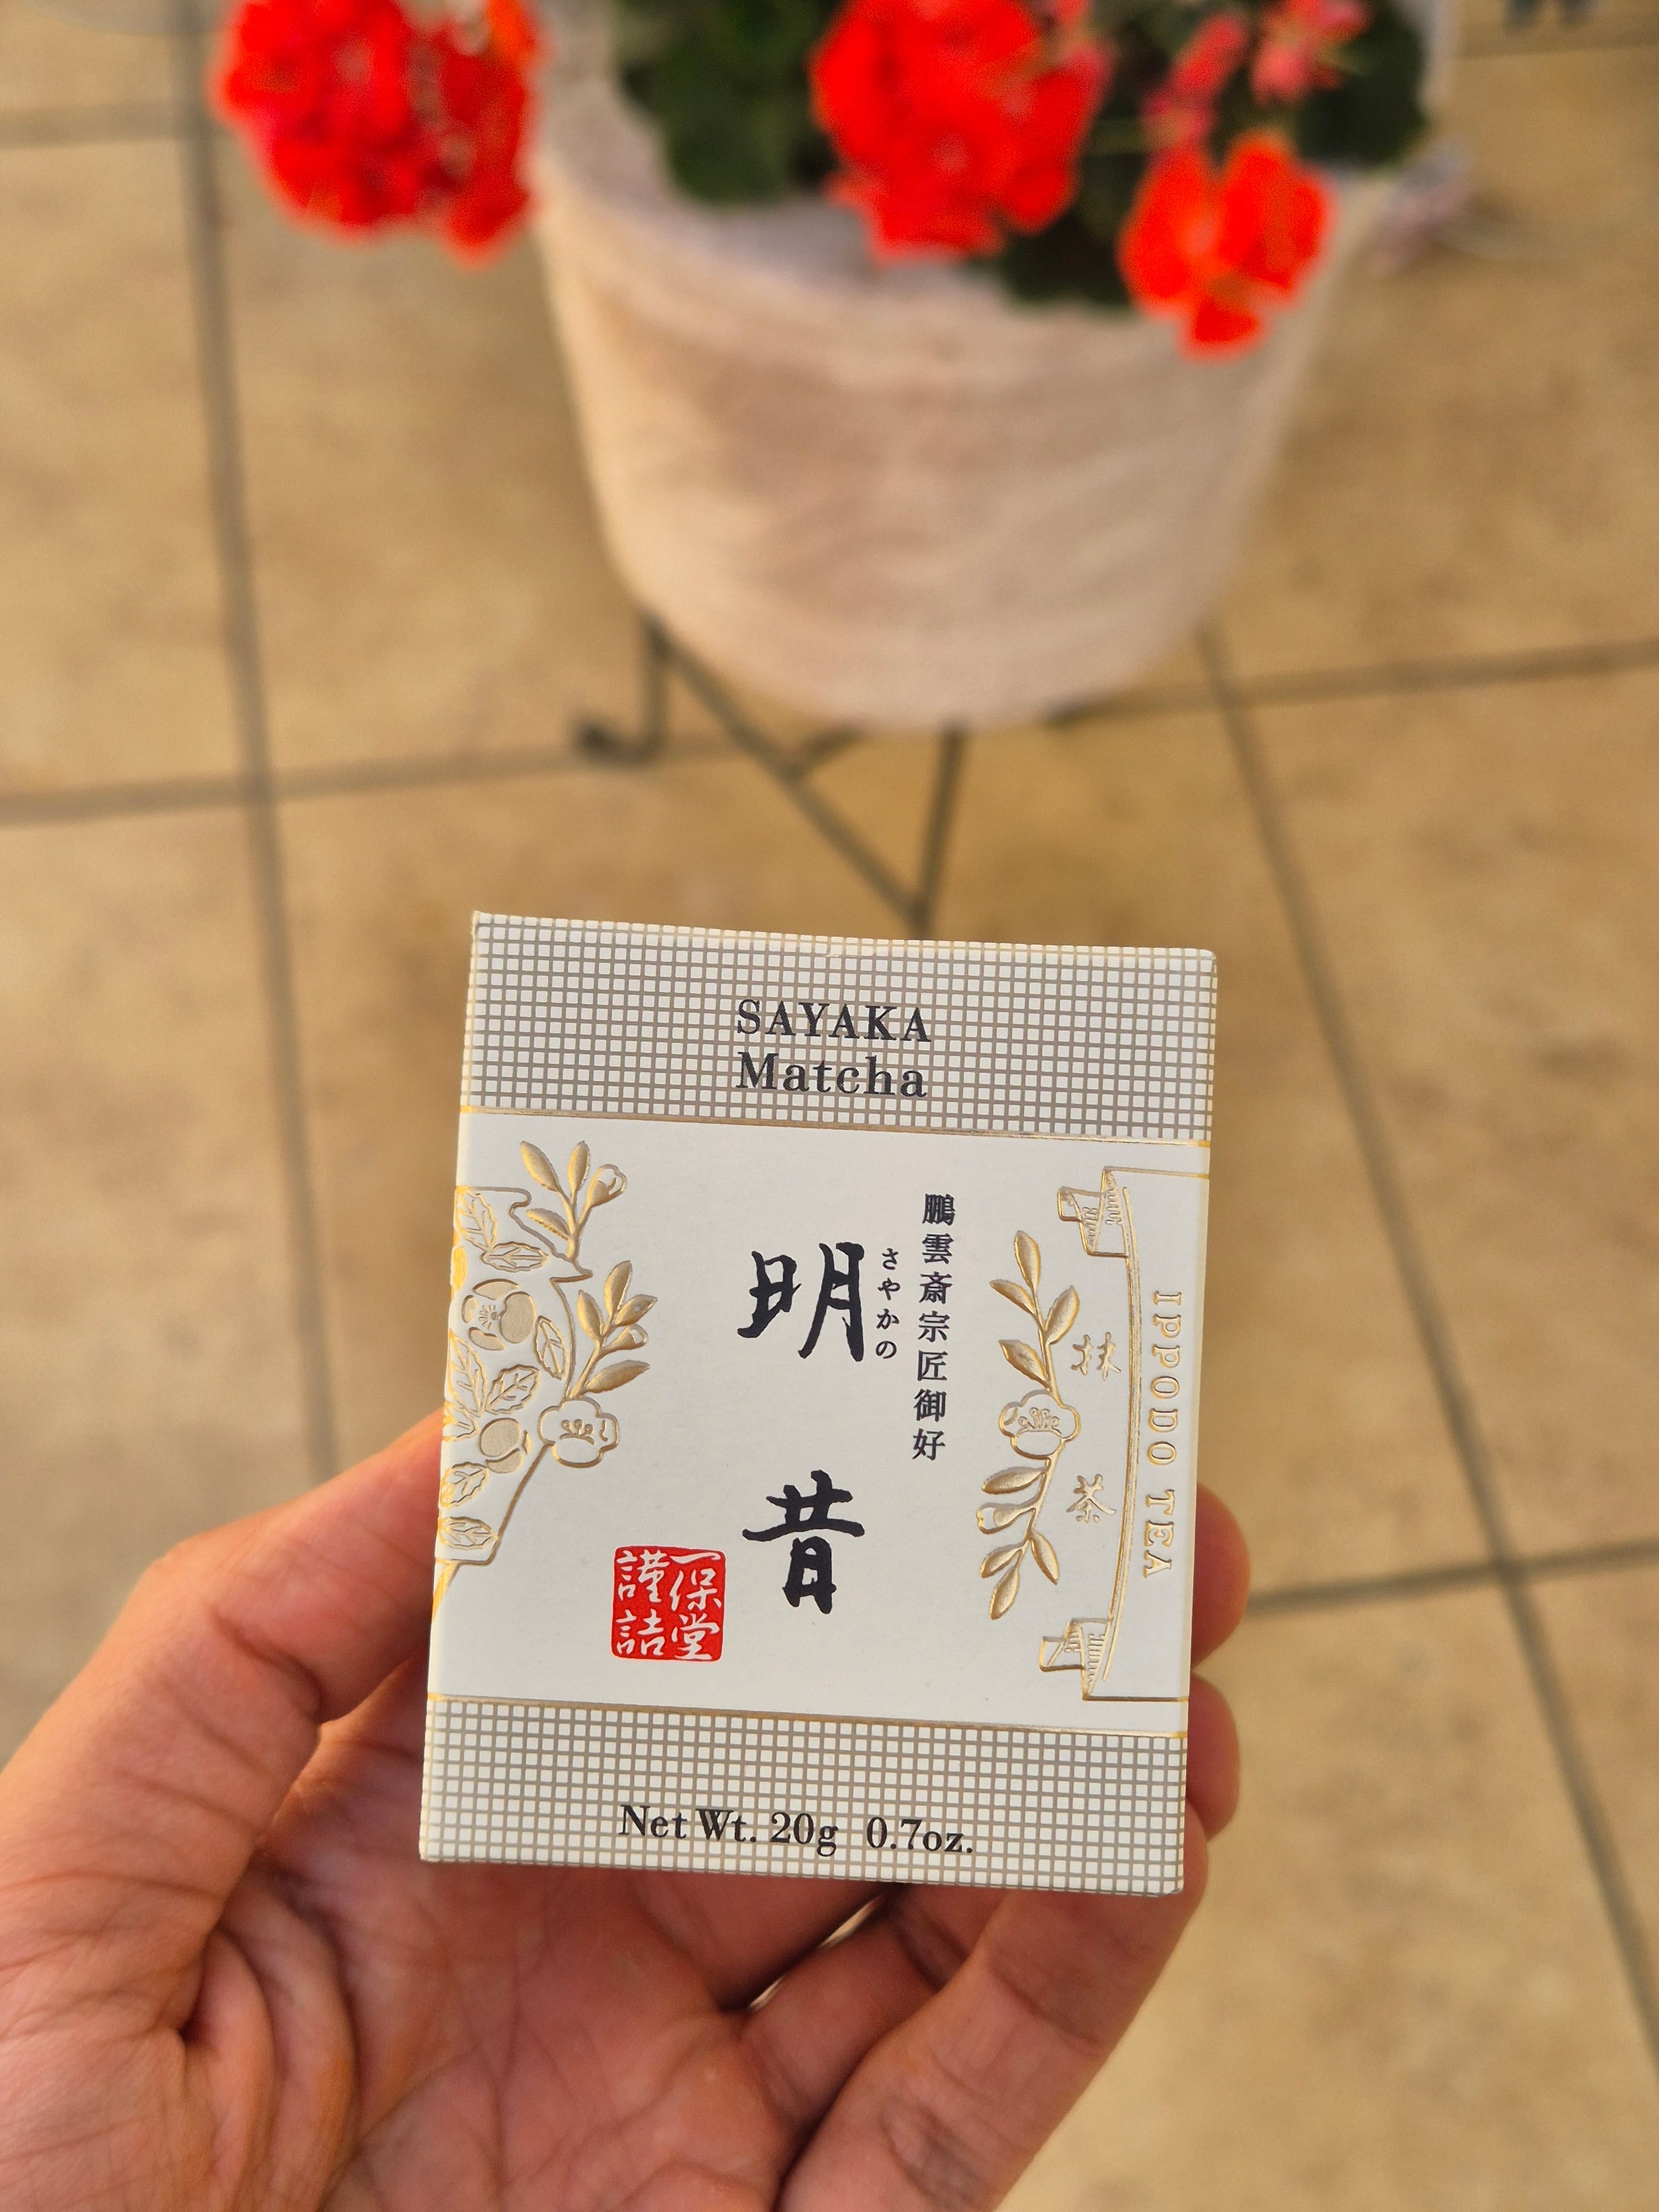 SAYAKA
Matcha
鵬雲斎宗匠御好
さやかの
明昔
一保堂
謹詰
抹茶
IPPODO TEA
Net Wt. 20g 0.7oz.